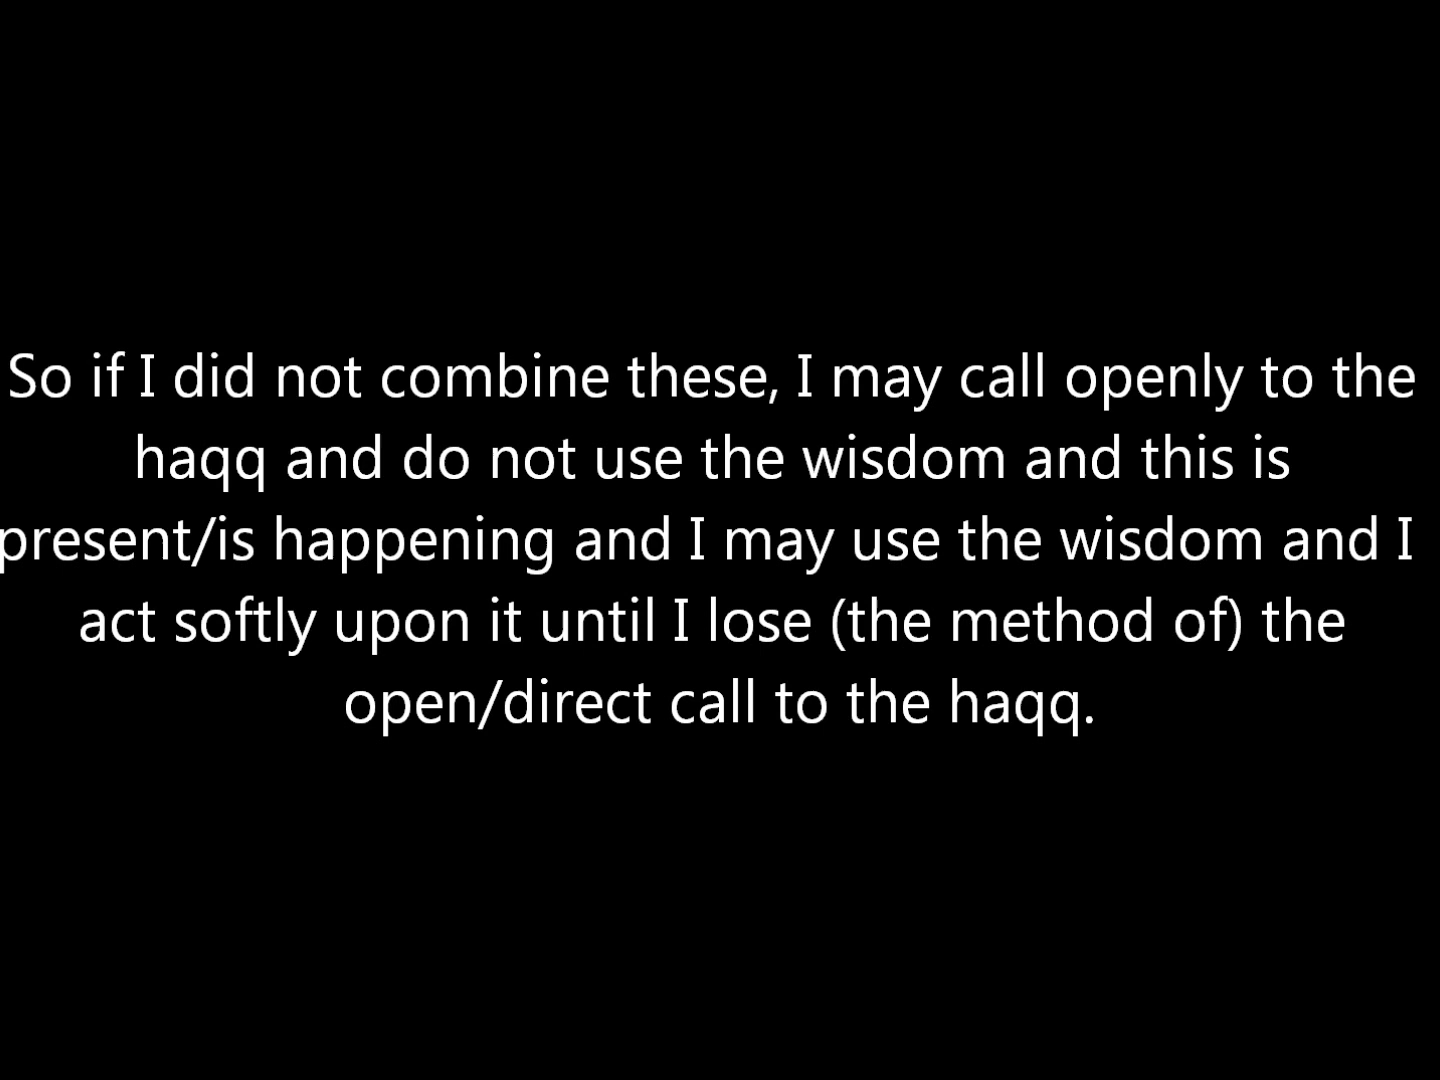 So if I did not combine these, I may call openly to the
haqq and do not use the wisdom and this is
present/is happening and I may use the wisdom and I
act softly upon it until I lose (the method of) the
open/direct call to the haqq.